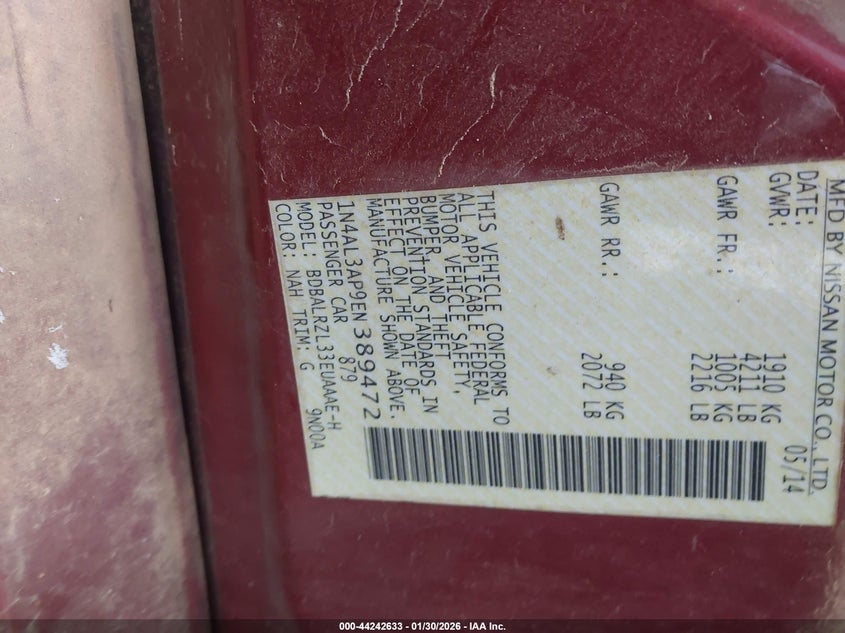 MFD BY NISSAN MOTOR CO., LTD.
DATE: 05/14
GVWR: 1910 KG
4211 LB
GAWR FR.: 1005 KG
2216 LB
GAWR RR.: 940 KG
2072 LB
THIS VEHICLE CONFORMS TO
ALL APPLICABLE FEDERAL
MOTOR VEHICLE SAFETY,
BUMPER, AND THEFT
PREVENTION STANDARDS IN
EFFECT ON THE DATE OF
MANUFACTURE SHOWN ABOVE.
1N4AL3AP9EN389472
PASSENGER CAR 879
MODEL: BDBALRZL33EUAAAE-H
COLOR: NAH TRIM: G 9N00A
000-44242633 - 01/30/2026 - IAA Inc.